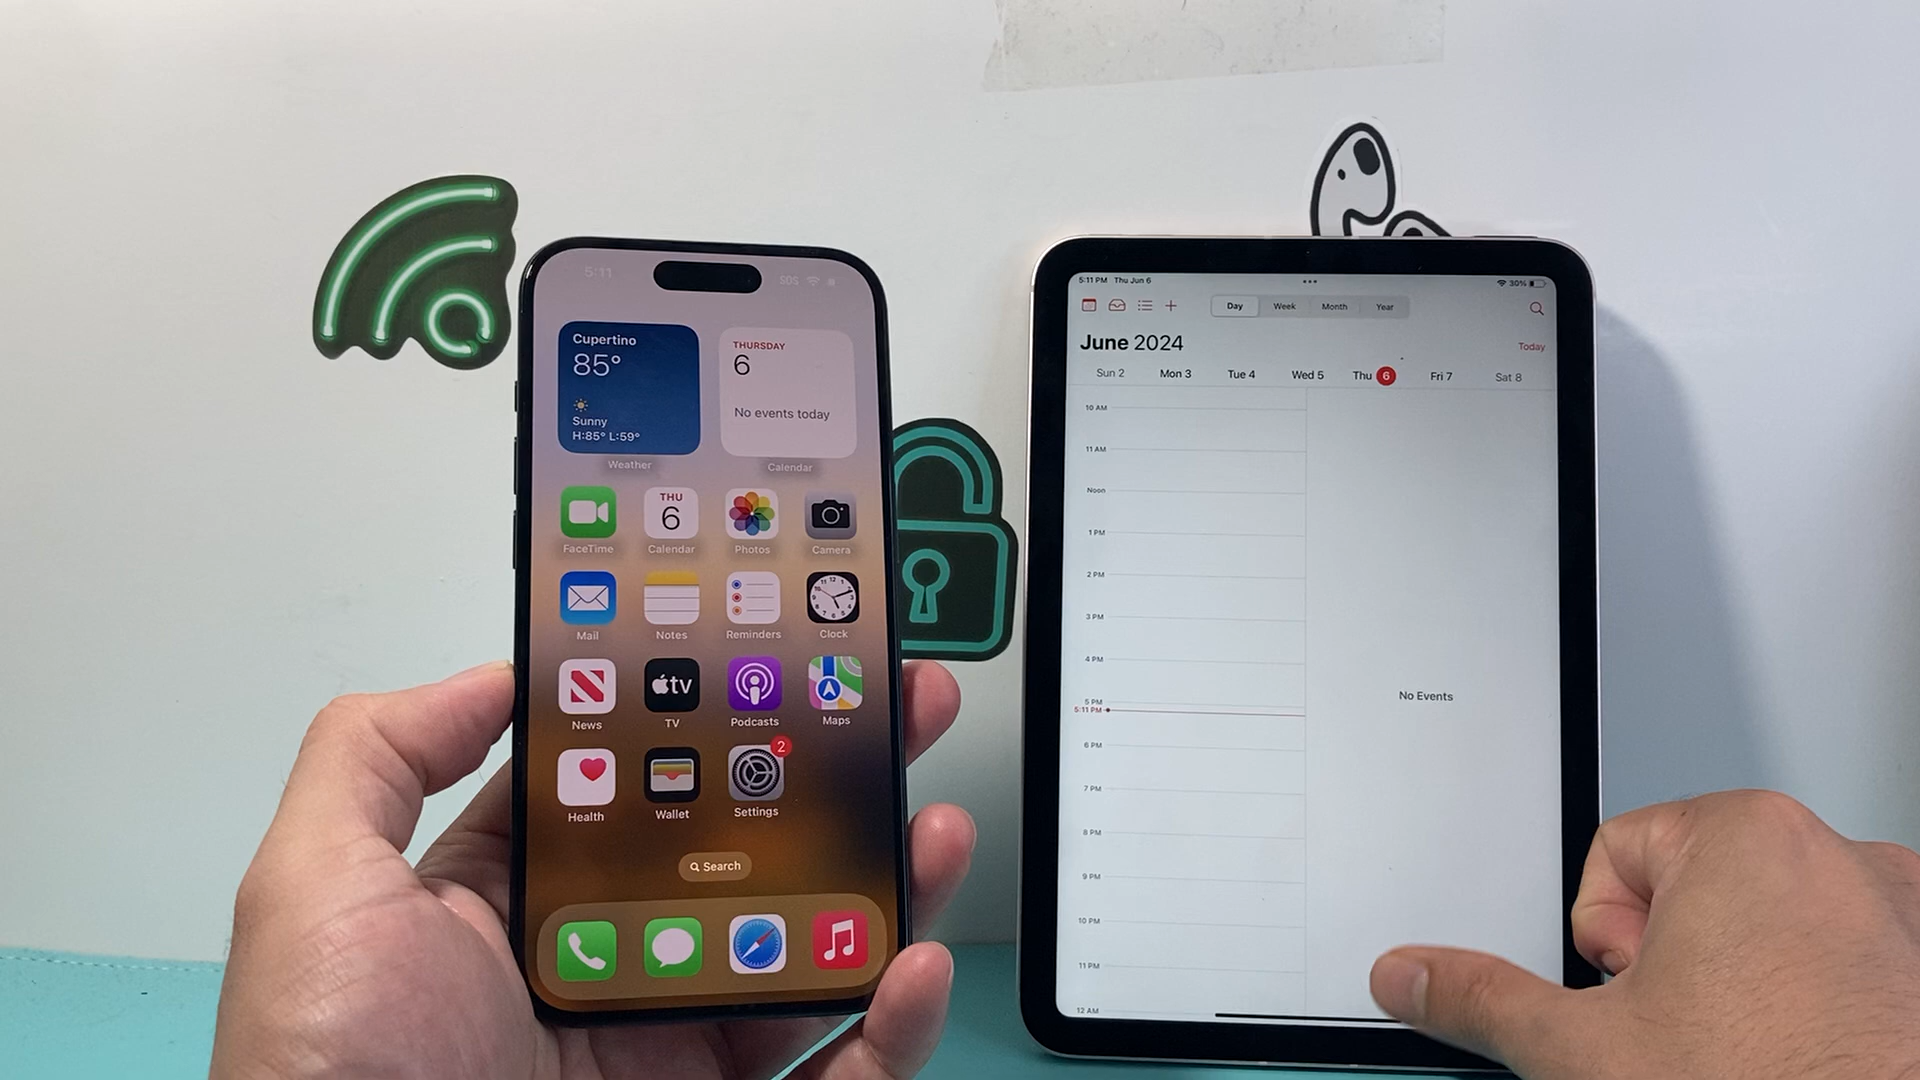 5:11
SOS
Cupertino
85°
Sunny
H:85° L:59°
Weather
THURSDAY
6
No events today
Calendar
THU
6
FaceTime
Calendar
Photos
Camera
Mail
Notes
Reminders
Clock
tv
News
TV
Podcasts
Maps
2
Health
Wallet
Settings
Search
5:11 PM Thu Jun 6
30%
Day
Week
Month
Year
June 2024
Today
Sun 2
Mon 3
Tue 4
Wed 5
Thu 6
Fri 7
Sat 8
10 AM
11 AM
Noon
1 PM
2 PM
3 PM
4 PM
5 PM
5:11 PM
6 PM
7 PM
8 PM
9 PM
10 PM
11 PM
12 AM
No Events